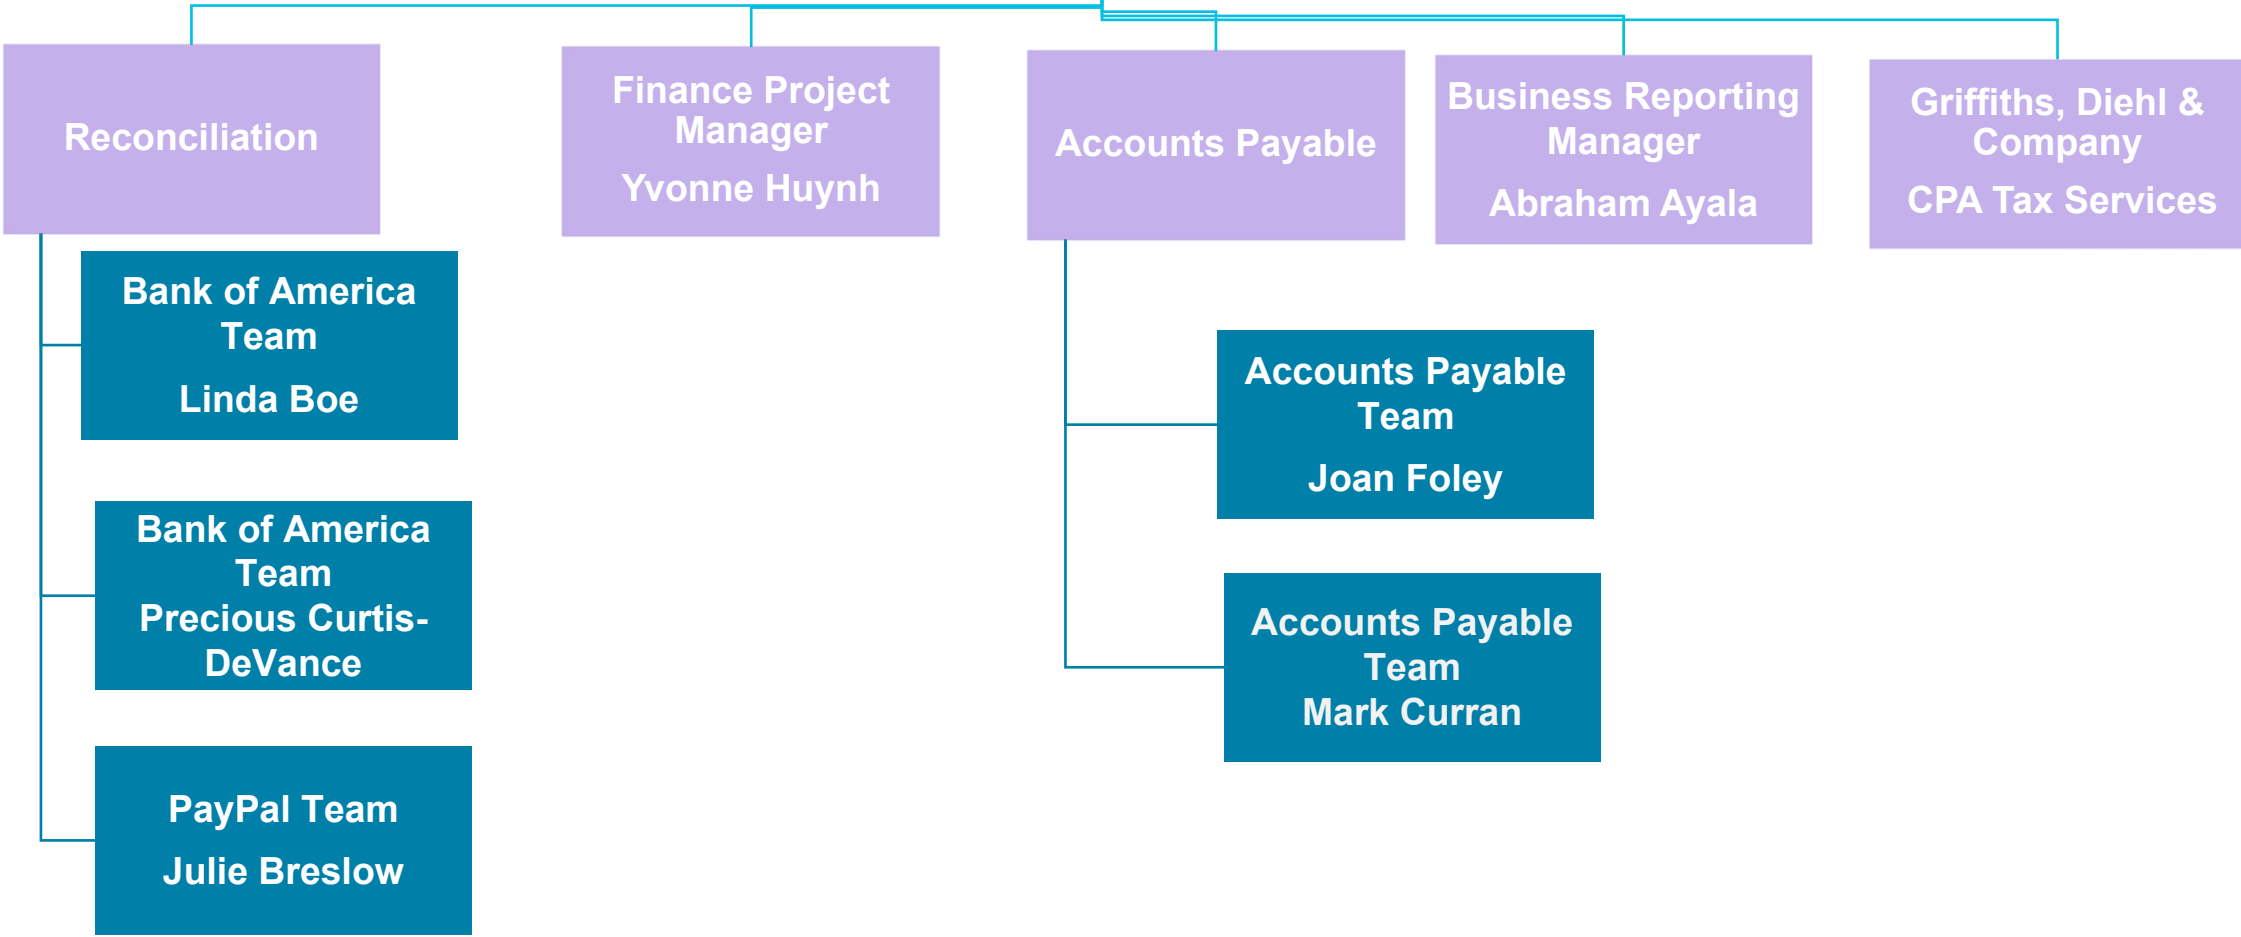 Reconciliation
Finance Project
Manager
Yvonne Huynh
Accounts Payable
Business Reporting
Manager
Abraham Ayala
Griffiths, Diehl &
Company
CPA Tax Services
Bank of America
Team
Linda Boe
Bank of America
Team
Precious Curtis-
DeVance
PayPal Team
Julie Breslow
Accounts Payable
Team
Joan Foley
Accounts Payable
Team
Mark Curran